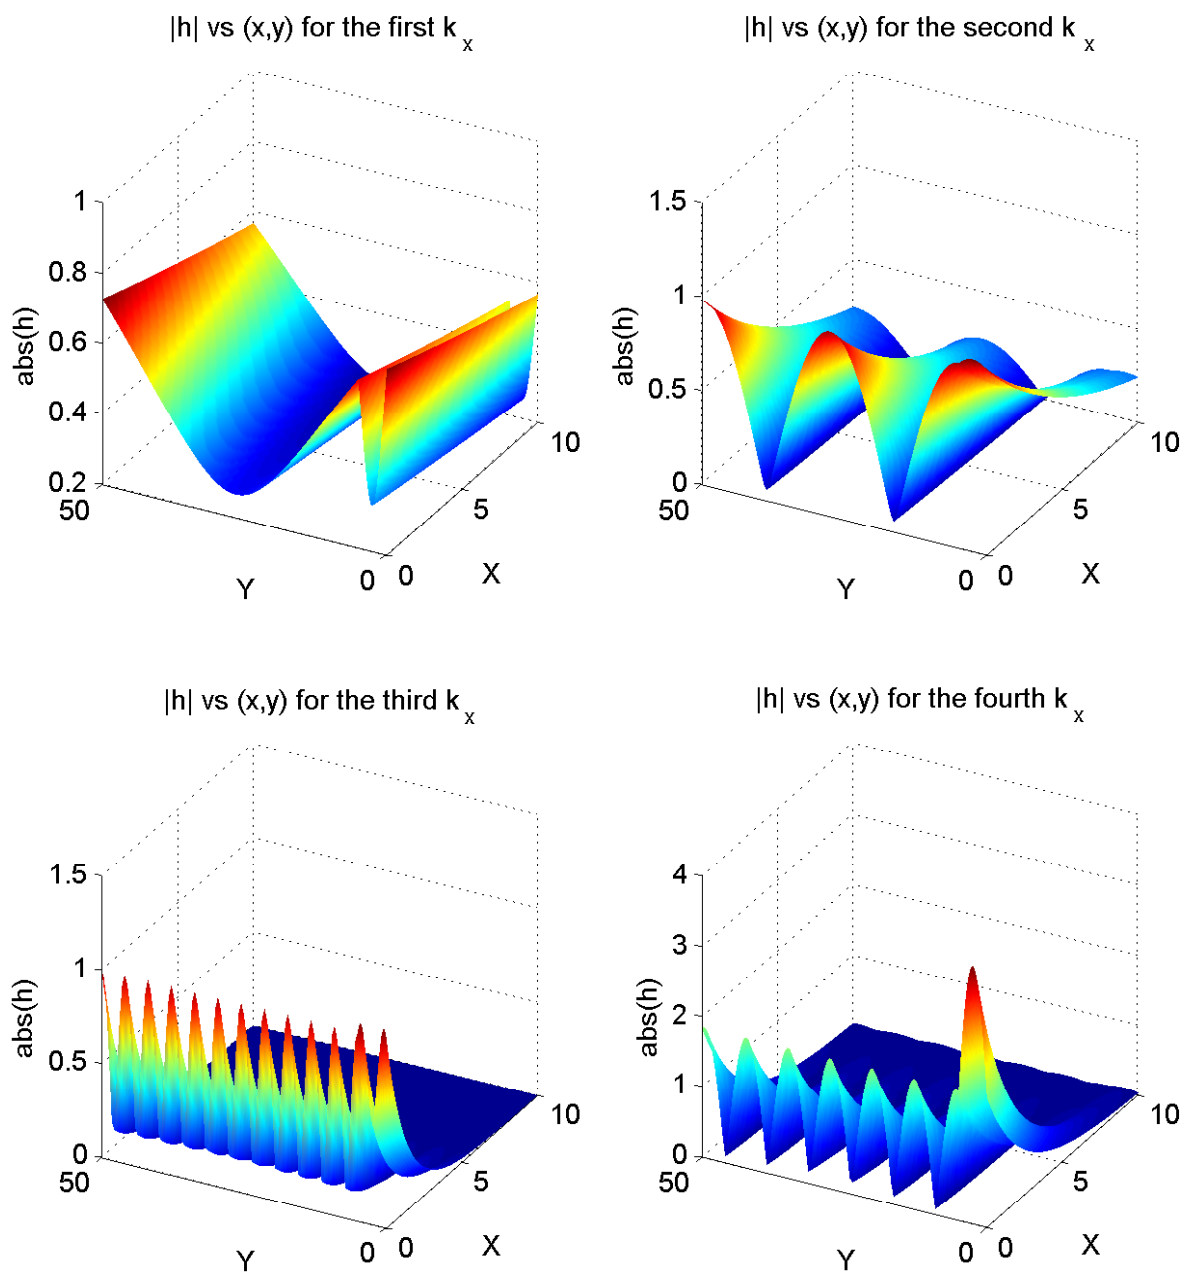 |h| vs (x,y) for the first k x
1
0.8
0.6
0.4
0.2
abs(h)
50
Y
0
0
5
10
X
|h| vs (x,y) for the second k x
1.5
1
0.5
0
abs(h)
50
Y
0
0
5
10
X
|h| vs (x,y) for the third k x
1.5
1
0.5
0
abs(h)
50
Y
0
0
5
10
X
|h| vs (x,y) for the fourth k x
4
3
2
1
0
abs(h)
50
Y
0
0
5
10
X